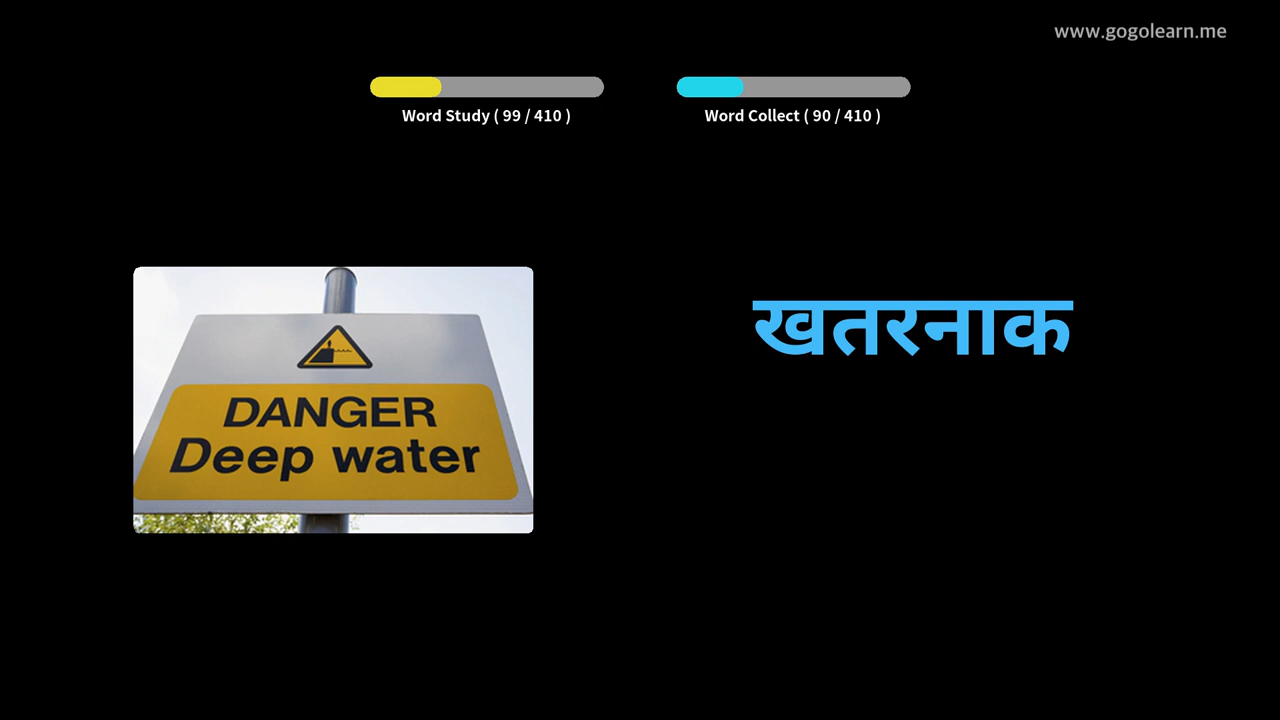 www.gogolearn.me
Word Study ( 99 / 410 )
Word Collect ( 90 / 410 )
खतरनाक
DANGER
Deep water